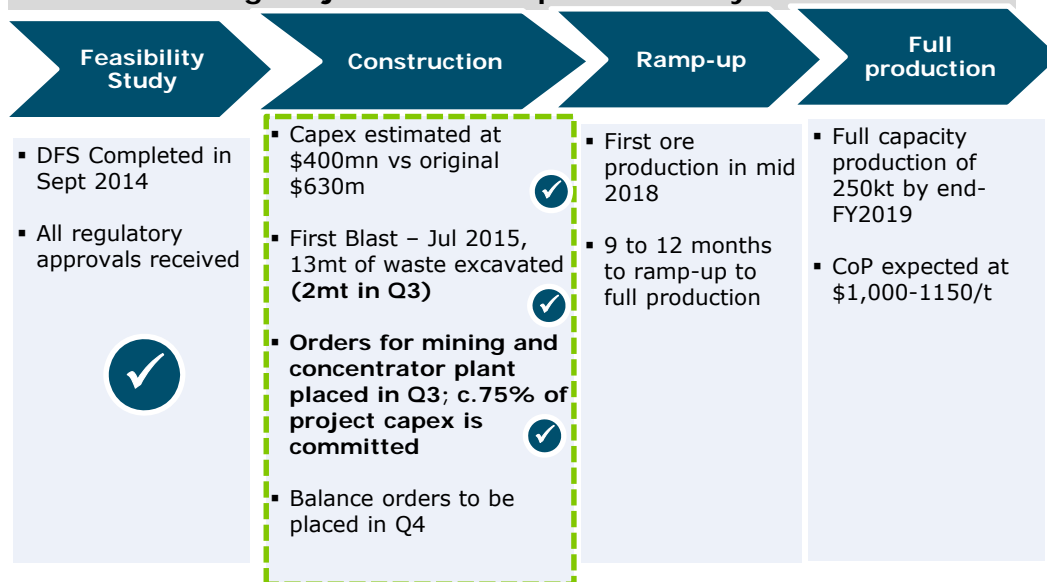 Feasibility
Study
Construction
Ramp-up
Full
production
▪ DFS Completed in
Sept 2014
▪ All regulatory
approvals received
▪ Capex estimated at
$400mn vs original
$630m
▪ First Blast – Jul 2015,
13mt of waste excavated
(2mt in Q3)
▪ Orders for mining and
concentrator plant
placed in Q3; c.75% of
project capex is
committed
▪ Balance orders to be
placed in Q4
▪ First ore
production in mid
2018
▪ 9 to 12 months
to ramp-up to
full production
▪ Full capacity
production of
250kt by end-
FY2019
▪ CoP expected at
$1,000-1150/t